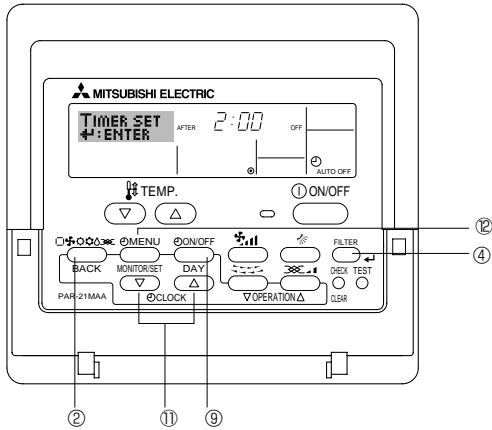 MITSUBISHI ELECTRIC
TIMER SET
↵:ENTER
AFTER 2:00 OFF
AUTO OFF
TEMP. ON/OFF
MENU ON/OFF FILTER
⑫
④
BACK MONITOR/SET DAY CHECK TEST
PAR-21MAA CLOCK ▽OPERATION△ CLEAR
② ⑪ ⑨